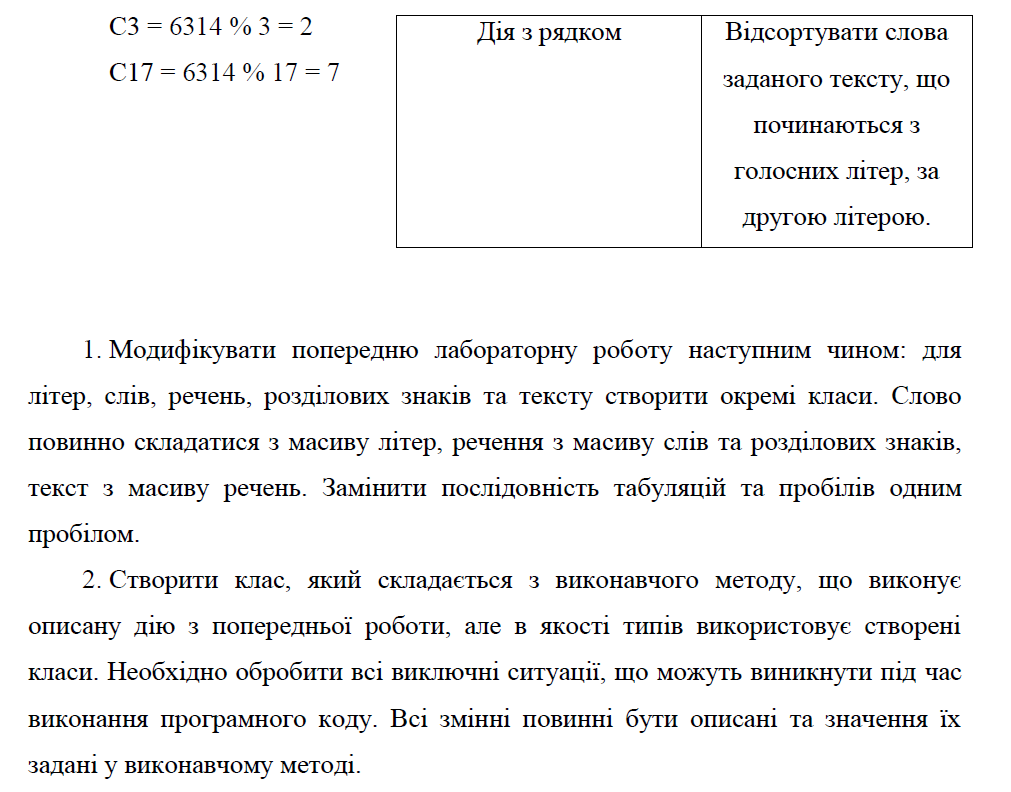 C3 = 6314 % 3 = 2
C17 = 6314 % 17 = 7
Дія з рядком
Відсортувати слова
заданого тексту, що
починаються з
голосних літер, за
другою літерою.
1. Модифікувати попередню лабораторну роботу наступним чином: для
літер, слів, речень, розділових знаків та тексту створити окремі класи. Слово
повинно складатися з масиву літер, речення з масиву слів та розділових знаків,
текст з масиву речень. Замінити послідовність табуляцій та пробілів одним
пробілом.
2. Створити клас, який складається з виконавчого методу, що виконує
описану дію з попередньої роботи, але в якості типів використовує створені
класи. Необхідно обробити всі виключні ситуації, що можуть виникнути під час
виконання програмного коду. Всі змінні повинні бути описані та значення їх
задані у виконавчому методі.